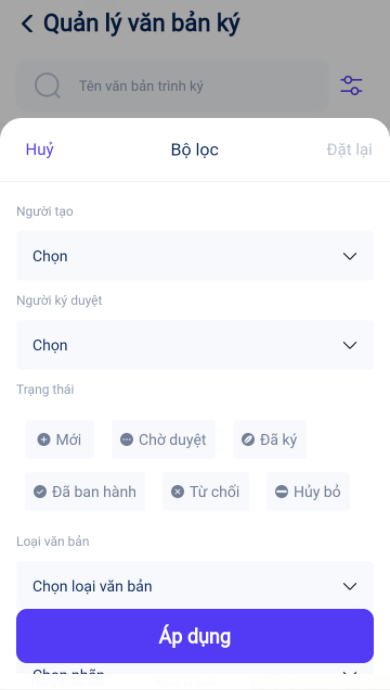 Quản lý văn bản ký
Tên văn bản trình ký
Huỷ
Bộ lọc
Đặt lại
Người tạo
Chọn
Người ký duyệt
Chọn
Trạng thái
Mới
Chờ duyệt
Đã ký
Đã ban hành
Từ chối
Hủy bỏ
Loại văn bản
Chọn loại văn bản
Áp dụng
Chọn nhãn